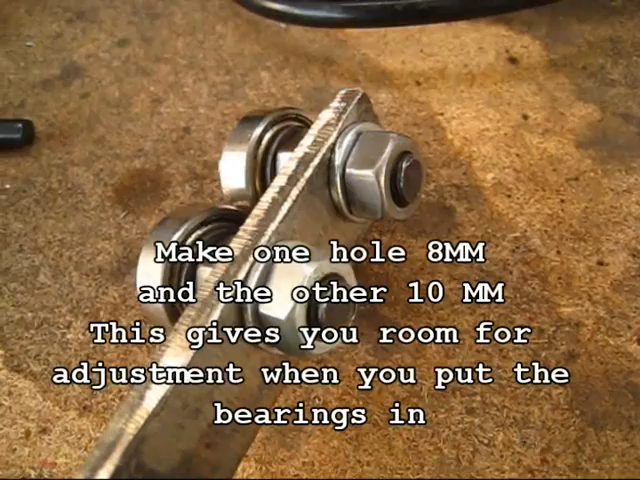 Make one hole 8MM
and the other 10 MM
This gives you room for
adjustment when you put the
bearings in